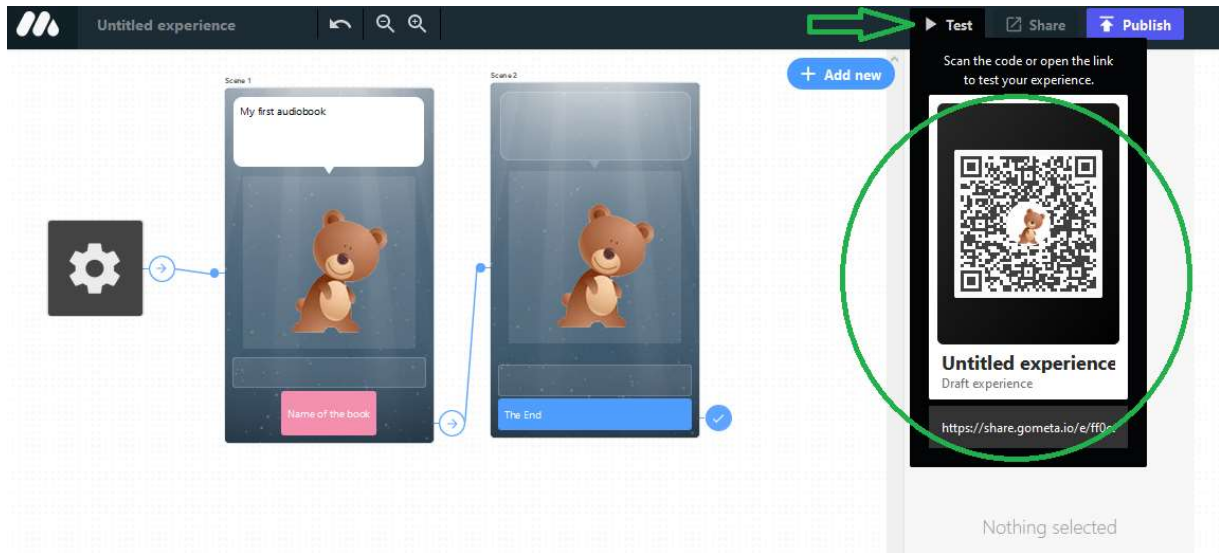 Untitled experience
Test
Share
Publish
Scan the code or open the link
to test your experience.
Add new
Scene 1
Scene 2
My first audiobook
Name of the book
The End
Untitled experience
Draft experience
https://share.gometa.io/e/ff0
Nothing selected